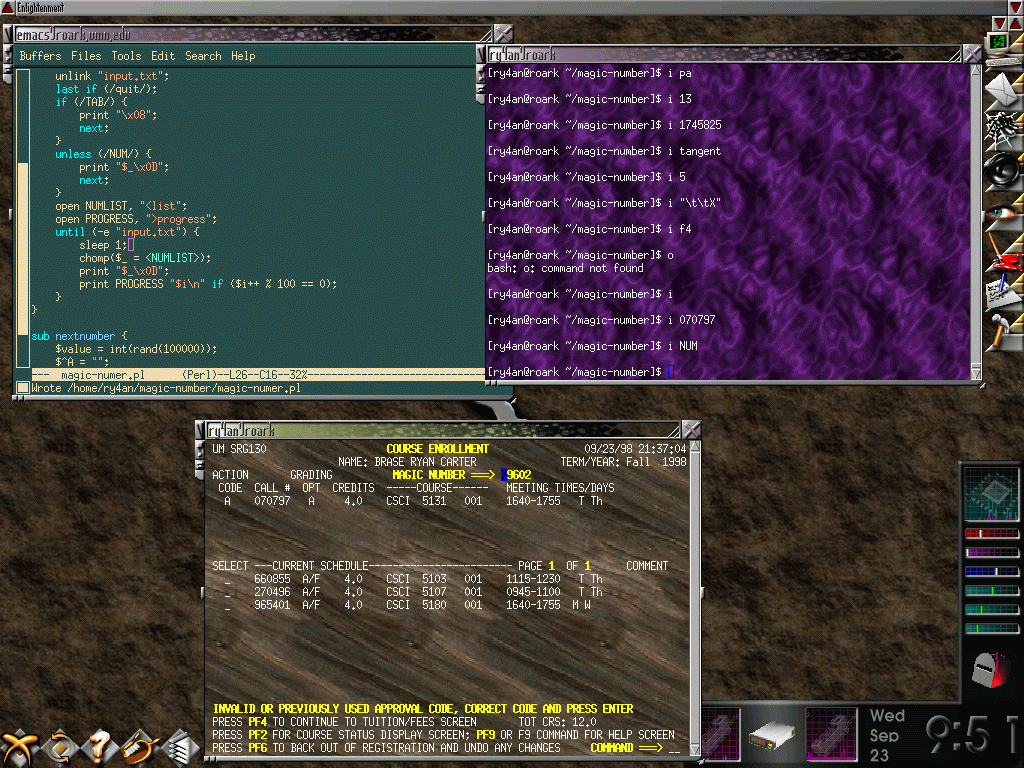 Enlightenment
emacs@roark.umn.edu
Buffers Files Tools Edit Search Help
unlink "input.txt";
last if (/quit/);
if (/TAB/) {
print "\x08";
next;
}
unless (/NUM/) {
print "$_\x0D";
next;
}
open NUMLIST, "<list";
open PROGRESS, ">progress";
until (-e "input.txt") {
sleep 1;
chomp($_ = <NUMLIST>);
print "$_\x0D";
print PROGRESS "$i\n" if ($i++ % 100 == 0);
}
}
sub nextnumber {
$value = int(rand(100000));
$^A = "";
--- magic-numer.pl (Perl)--L26--C16--32%--------------------
Wrote /home/ry4an/magic-number/magic-numer.pl
ry4an@roark
[ry4an@roark ~/magic-number]$ i pa
[ry4an@roark ~/magic-number]$ i 13
[ry4an@roark ~/magic-number]$ i 1745825
[ry4an@roark ~/magic-number]$ i tangent
[ry4an@roark ~/magic-number]$ i 5
[ry4an@roark ~/magic-number]$ i "\t\tX"
[ry4an@roark ~/magic-number]$ i f4
[ry4an@roark ~/magic-number]$ o
bash: o: command not found
[ry4an@roark ~/magic-number]$ i
[ry4an@roark ~/magic-number]$ i 070797
[ry4an@roark ~/magic-number]$ i NUM
[ry4an@roark ~/magic-number]$
ry4an@roark
UM SRG130 COURSE ENROLLMENT 09/23/98 21:37:04
NAME: BRASE RYAN CARTER TERM/YEAR: Fall 1998
ACTION GRADING MAGIC NUMBER ==> 9602
CODE CALL # OPT CREDITS -----COURSE------ MEETING TIMES/DAYS
A 070797 A 4.0 CSCI 5131 001 1640-1755 T Th
SELECT ---CURRENT SCHEDULE------------------------ PAGE 1 OF 1 COMMENT
_ 660855 A/F 4.0 CSCI 5103 001 1115-1230 T Th
_ 270496 A/F 4.0 CSCI 5107 001 0945-1100 T Th
_ 965401 A/F 4.0 CSCI 5180 001 1640-1755 M W
INVALID OR PREVIOUSLY USED APPROVAL CODE, CORRECT CODE AND PRESS ENTER
PRESS PF4 TO CONTINUE TO TUITION/FEES SCREEN TOT CRS: 12.0
PRESS PF2 FOR COURSE STATUS DISPLAY SCREEN; PF9 OR F9 COMMAND FOR HELP SCREEN
PRESS PF6 TO BACK OUT OF REGISTRATION AND UNDO ANY CHANGES COMMAND ==> __
Wed
Sep
23
9:51